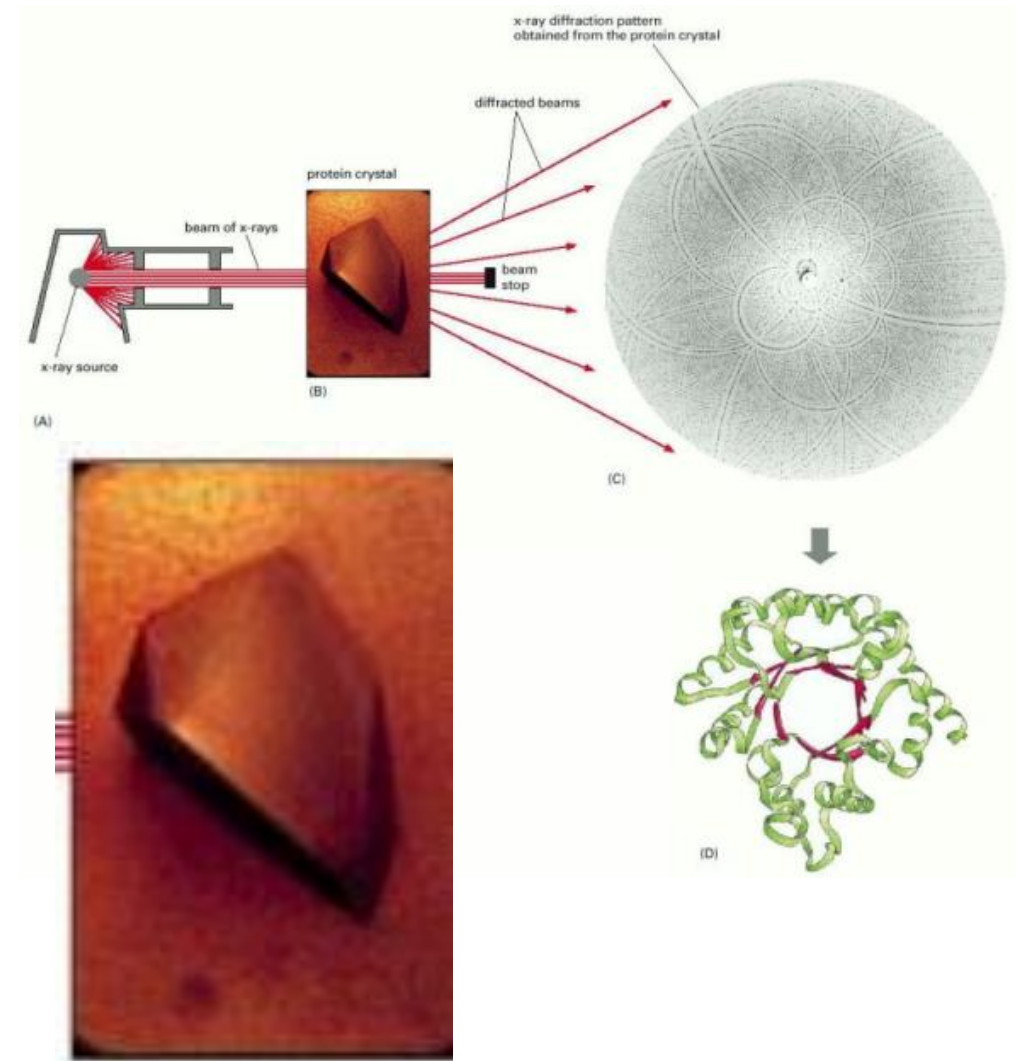 x-ray diffraction pattern
obtained from the protein crystal
diffracted beams
protein crystal
beam of x-rays
beam
stop
x-ray source
(A)
(B)
(C)
(D)